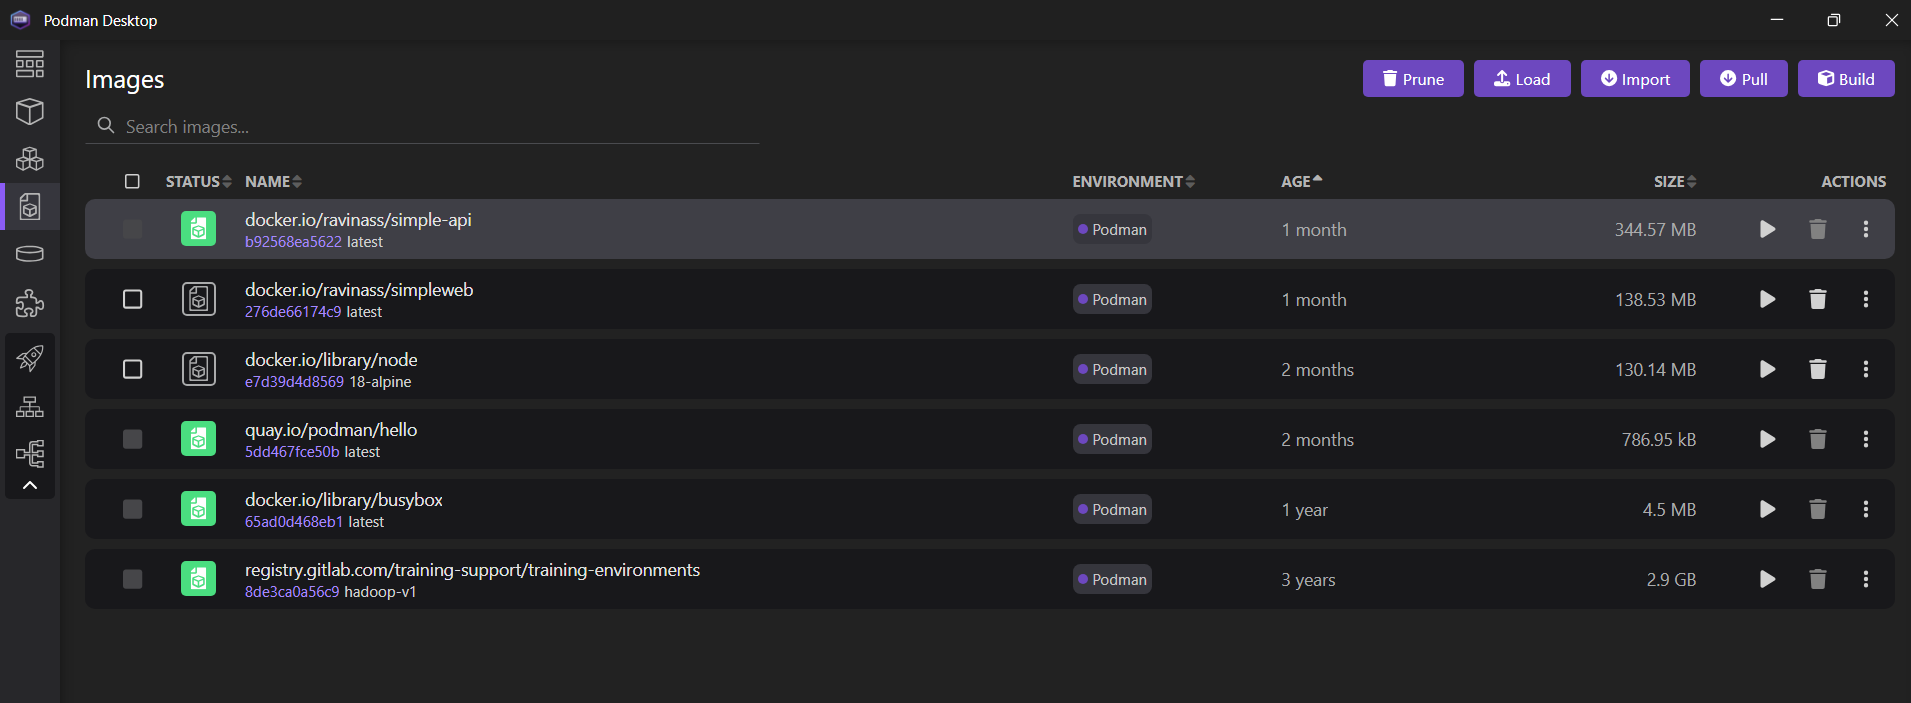 Podman Desktop
Images
Prune Load Import Pull Build
Search images...
STATUS NAME ENVIRONMENT AGE SIZE ACTIONS
docker.io/ravinass/simple-api
b92568ea5622 latest
Podman 1 month 344.57 MB
docker.io/ravinass/simpleweb
276de66174c9 latest
Podman 1 month 138.53 MB
docker.io/library/node
e7d39d4d8569 18-alpine
Podman 2 months 130.14 MB
quay.io/podman/hello
5dd467fce50b latest
Podman 2 months 786.95 kB
docker.io/library/busybox
65ad0d468eb1 latest
Podman 1 year 4.5 MB
registry.gitlab.com/training-support/training-environments
8de3ca0a56c9 hadoop-v1
Podman 3 years 2.9 GB